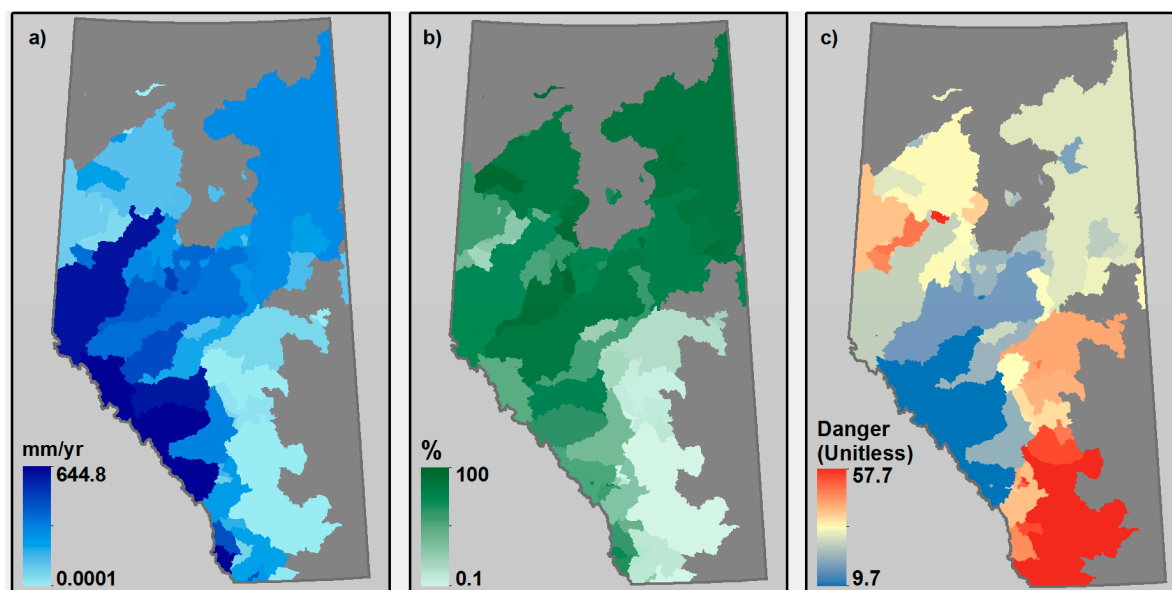 a)
mm/yr
644.8
0.0001
b)
%
100
0.1
c)
Danger
(Unitless)
57.7
9.7